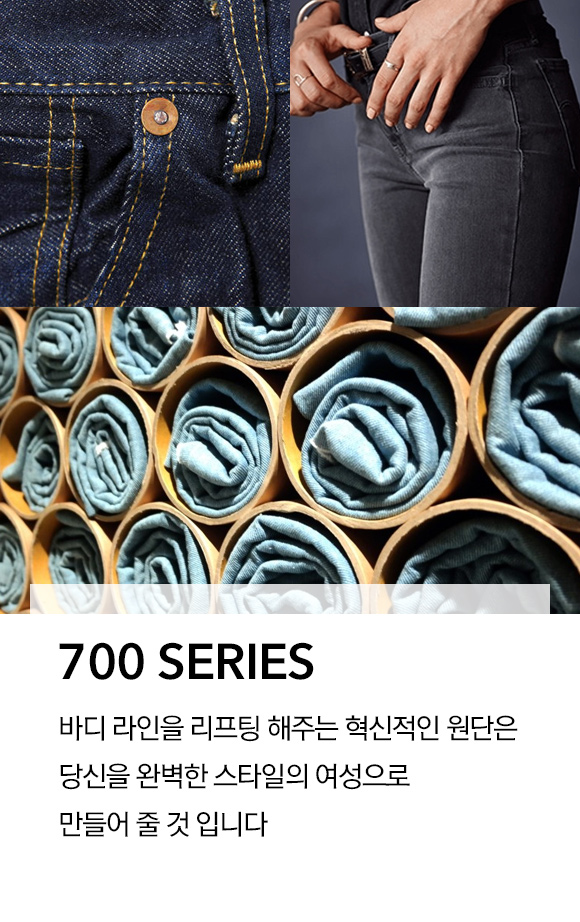 700 SERIES
바디 라인을 리프팅 해주는 혁신적인 원단은
당신을 완벽한 스타일의 여성으로
만들어 줄 것 입니다